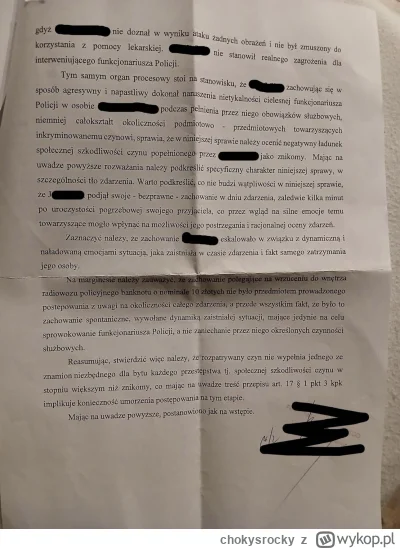 gdyż nie doznał w wyniku ataku żadnych obrażeń i nie był zmuszony do
korzystania z pomocy lekarskiej. nie stanowił realnego zagrożenia dla
interweniującego funkcjonariusza Policji.
Tym samym organ procesowy stoi na stanowisku, że zachowując się w
sposób agresywny i napastliwy dokonał naruszenia nietykalności cielesnej funkcjonariusza
Policji w osobie podczas pełnienia przez niego obowiązków służbowych,
niemniej całokształt okoliczności podmiotowo - przedmiotowych towarzyszących
inkryminowanemu czynowi, sprawia, że w niniejszej sprawie należy ocenić negatywny ładunek
społecznej szkodliwości czynu popełnionego przez jako znikomy. Mając na
uwadze powyższe rozważania należy podkreślić specyficzny charakter niniejszej sprawy, w
szczególności tło zdarzenia. Warto podkreślić, co nie budzi wątpliwości w niniejszej sprawie,
że J podjął swoje - bezprawne - zachowanie w dniu zdarzenia, zaledwie kilka minut
po uroczystości pogrzebowej swojego przyjaciela, co przez wgląd na silne emocje temu
towarzyszące mogło wpłynąć na możliwości jego postrzegania i racjonalnej oceny zdarzeń.
Zaznaczyć należy, że zachowanie eskalowało w związku z dynamiczną i
naładowaną emocjami sytuacją, jaka zaistniała w czasie zdarzenia i fakt samego zatrzymania
jego osoby.
Na marginesie należy zauważyć, że zachowanie polegające na wrzuceniu do wnętrza
radiowozu policyjnego banknotu o nominale 10 złotych nie było przedmiotem prowadzonego
postępowania z uwagi na okoliczności całego zdarzenia, a przede wszystkim fakt, że było to
zachowanie spontaniczne, wywołane dynamiką zaistniałej sytuacji, mające jedynie na celu
sprowokowanie funkcjonariusza Policji, a nie zaniechanie przez niego określonych czynności
służbowych.
Reasumując, stwierdzić więc należy, że rozpatrywany czyn nie wypełnia jednego ze
znamion niezbędnego dla bytu każdego przestępstwa tj. społecznej szkodliwości czynu w
stopniu większym niż znikomy, co mając na uwadze treść przepisu art. 17 § 1 pkt 3 kpk
implikuje konieczność umorzenia postępowania na tym etapie.
Mając na uwadze powyższe, postanowiono jak na wstępie.
chokysrocky z wykop.pl